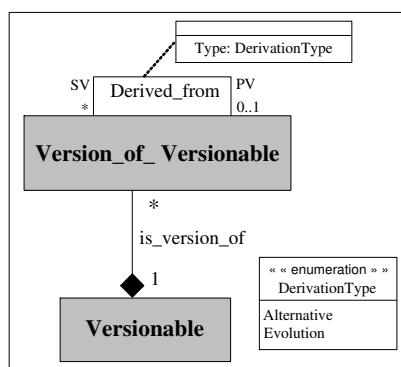 Type: DerivationType
SV
Derived_from
PV
*
0..1
Version_of_ Versionable
*
is_version_of
1
« « enumeration » »
DerivationType
Versionable
Alternative
Evolution